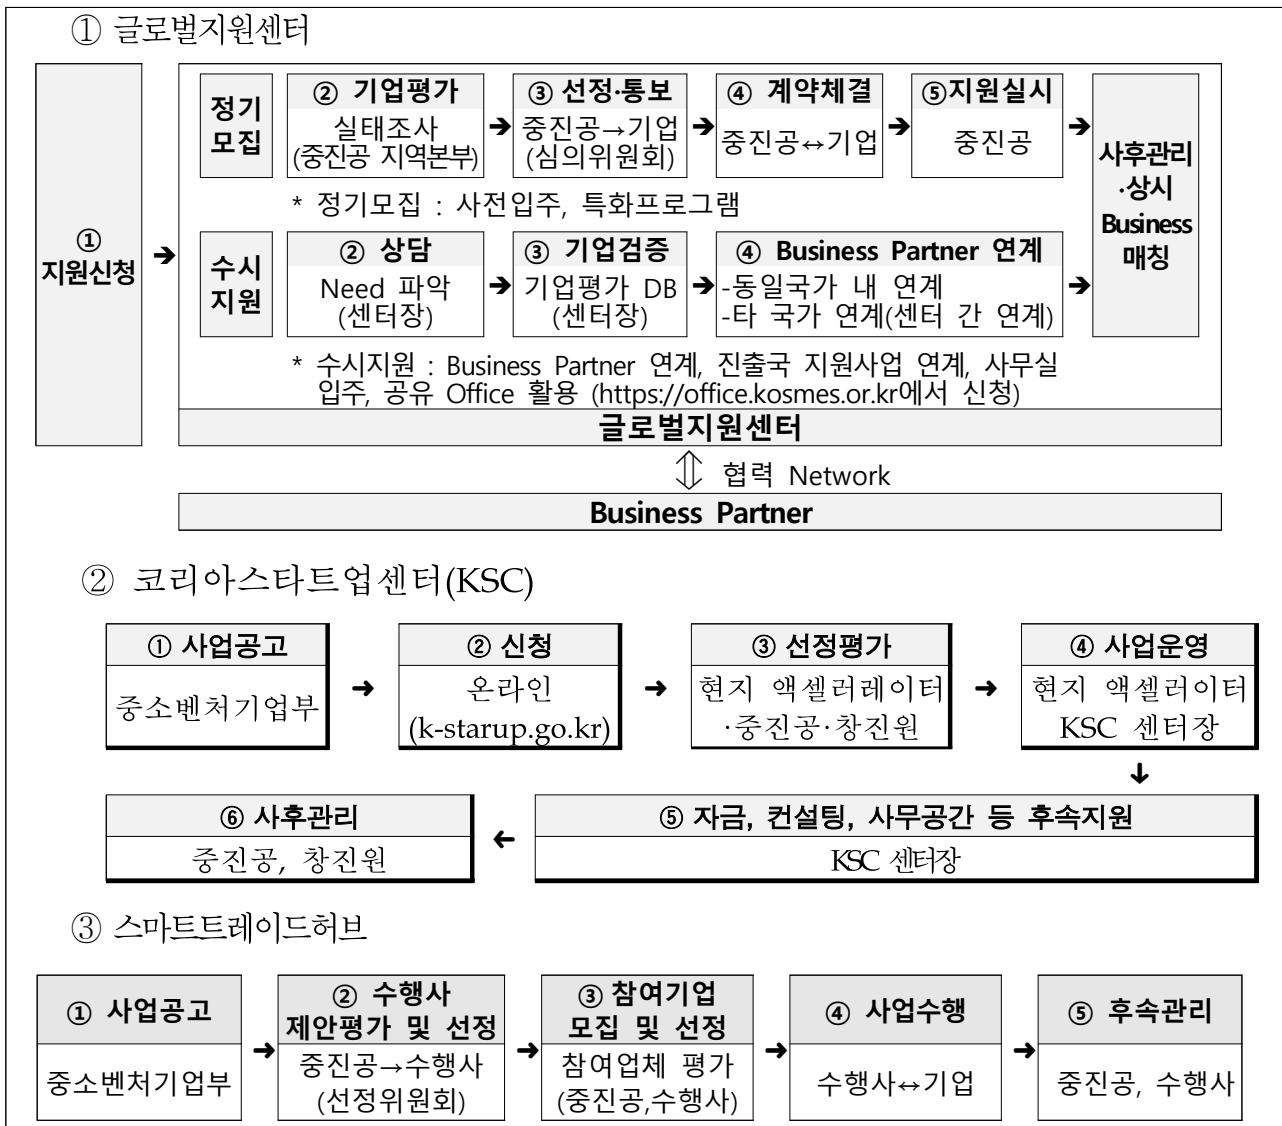 ① 글로벌지원센터
①
지원신청
➔
정기
모집
② 기업평가
실태조사
(중진공 지역본부)
➔
③ 선정·통보
중진공→기업
(심의위원회)
➔
④ 계약체결
중진공↔기업
➔
⑤지원실시
중진공
➔
* 정기모집 : 사전입주, 특화프로그램
수시
지원
② 상담
Need 파악
(센터장)
➔
③ 기업검증
기업평가 DB
(센터장)
➔
④ Business Partner 연계
-동일국가 내 연계
-타 국가 연계(센터 간 연계)
➔
사후관리
·상시
Business
매칭
* 수시지원 : Business Partner 연계, 진출국 지원사업 연계, 사무실
입주, 공유 Office 활용 (https://office.kosmes.or.kr에서 신청)
글로벌지원센터
⇕ 협력 Network
Business Partner
② 코리아스타트업센터(KSC)
① 사업공고
중소벤처기업부
➔
② 신청
온라인
(k-starup.go.kr)
➔
③ 선정평가
현지 액셀러레이터
·중진공·창진원
➔
④ 사업운영
현지 액셀러이터
KSC 센터장
↓
⑤ 자금, 컨설팅, 사무공간 등 후속지원
KSC 센터장
←
⑥ 사후관리
중진공, 창진원
③ 스마트트레이드허브
① 사업공고
중소벤처기업부
➔
② 수행사
제안평가 및 선정
중진공→수행사
(선정위원회)
➔
③ 참여기업
모집 및 선정
참여업체 평가
(중진공,수행사)
➔
④ 사업수행
수행사↔기업
➔
⑤ 후속관리
중진공, 수행사